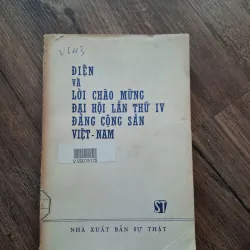 ĐIỆN
VÀ
LỜI CHÀO MỪNG
ĐẠI HỘI LẦN THỨ IV
ĐẢNG CỘNG SẢN
VIỆT-NAM
ST
NHÀ XUẤT BẢN SỰ THẬT